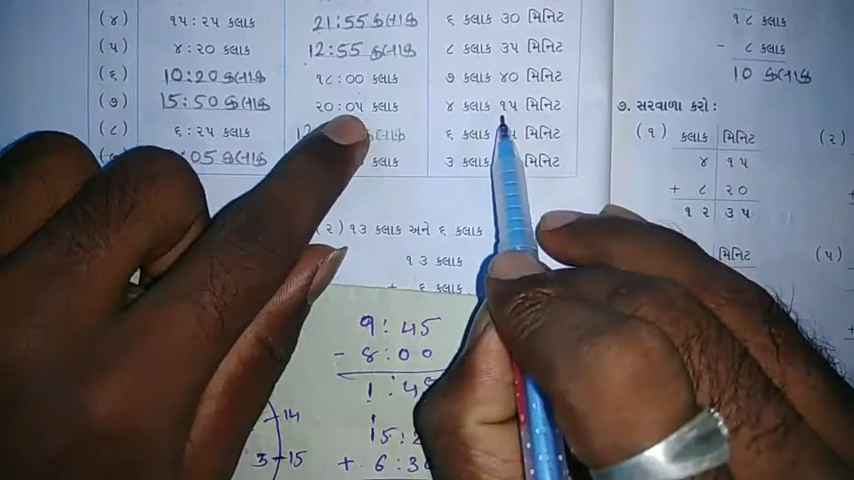 (૪) ૧૫:૨૫ કલાક 21:55 કલાક ૬ કલાક ૩૦ મિનિટ
(૫) ૪:૨૦ કલાક 12:55 કલાક ૮ કલાક ૩૫ મિનિટ
(૬) 10:20 કલાક ૧૮:૦૦ કલાક ૭ કલાક ૪૦ મિનિટ
(૭) 15:50 કલાક ૨૦:૦૫ કલાક ૪ કલાક ૧૫ મિનિટ
(૮) ૬:૨૫ કલાક ૬ કલાક મિનિટ
05 કલાક કલાક ૩ કલાક મિનિટ
(૨) ૧૩ કલાક અને ૬ કલાક
૧૩ કલાક
+ ૬ કલાક
9:45
- 8:00
1:4
15:2
+ 6:30
14
3 15
૧૮ કલાક
- ૮ કલાક
10 કલાક
૭. સરવાળા કરો:
(૧) કલાક મિનિટ (૨)
૪ ૧૫
+ ૮ ૨૦
૧૨ ૩૫
મિનિટ (૫)